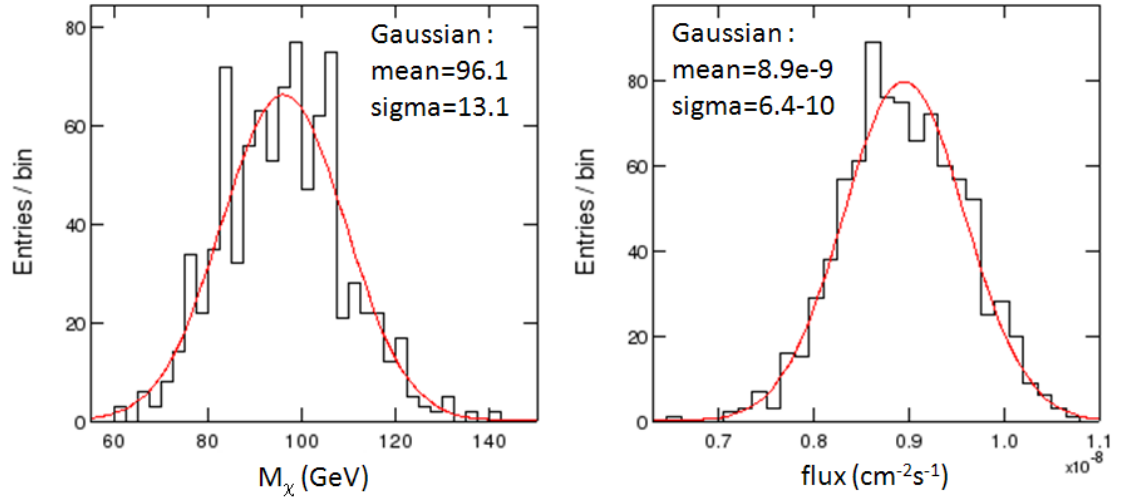 Gaussian :
mean=96.1
sigma=13.1
80
60
40
20
0
Entries / bin
60 80 100 120 140
Mχ (GeV)
Gaussian :
mean=8.9e-9
sigma=6.4-10
80
60
40
20
0
Entries / bin
0.7 0.8 0.9 1.0 1.1
x10⁻⁸
flux (cm⁻²s⁻¹)